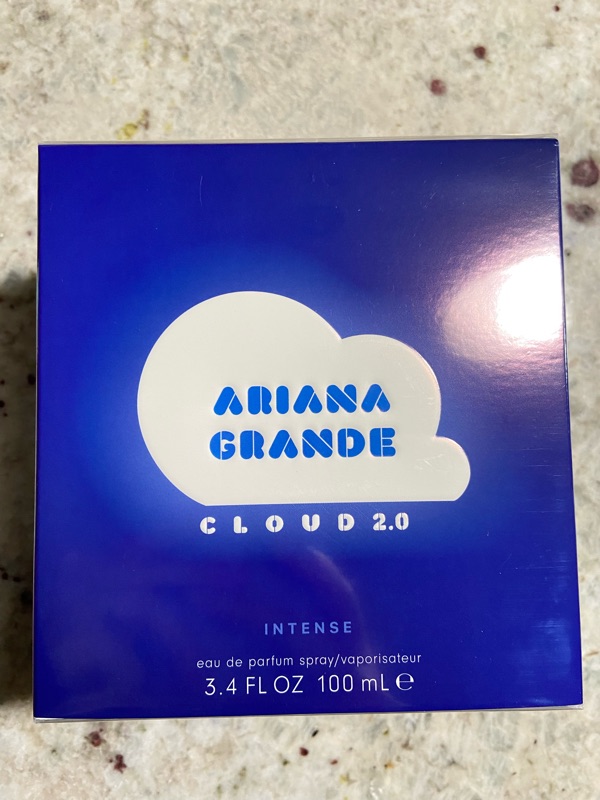 ARIANA
GRANDE
CLOUD 2.0
INTENSE
eau de parfum spray/vaporisateur
3.4 FL OZ 100 mL ℮